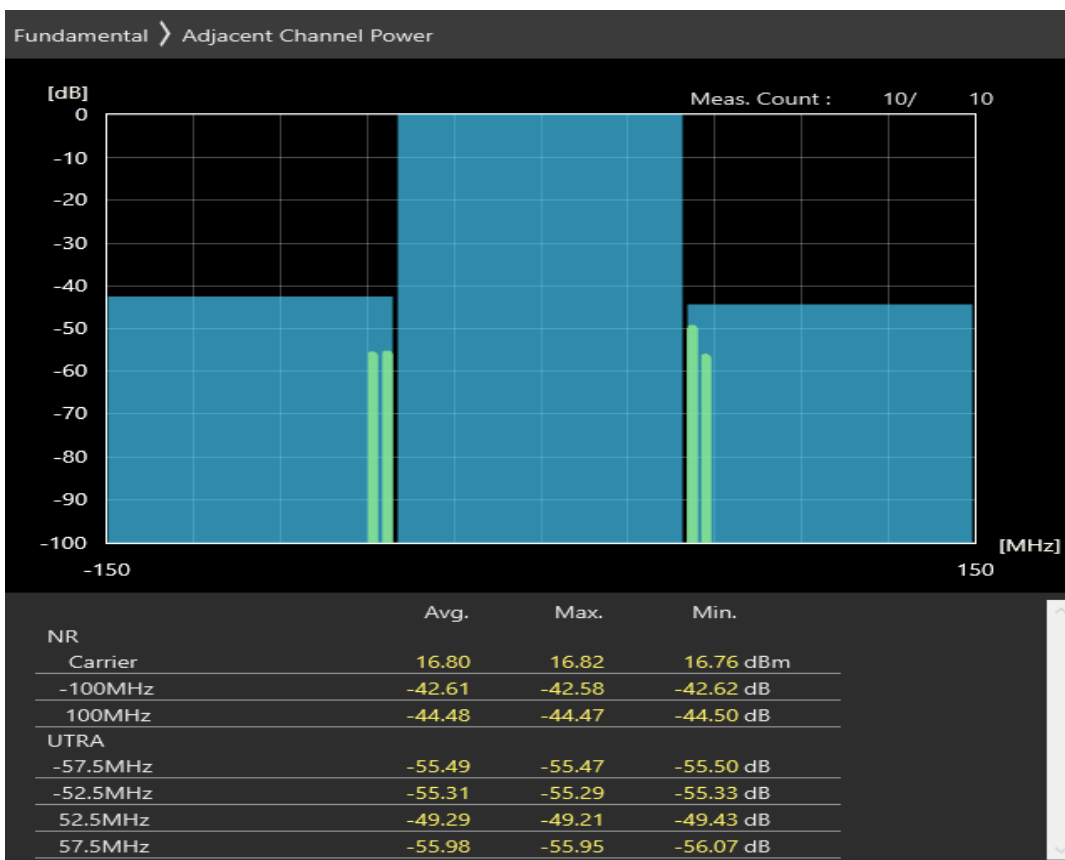 Fundamental 〉 Adjacent Channel Power
[dB]
Meas. Count : 10/ 10
0
-10
-20
-30
-40
-50
-60
-70
-80
-90
-100
[MHz]
-150 150
Avg. Max. Min.
NR
Carrier 16.80 16.82 16.76 dBm
-100MHz -42.61 -42.58 -42.62 dB
100MHz -44.48 -44.47 -44.50 dB
UTRA
-57.5MHz -55.49 -55.47 -55.50 dB
-52.5MHz -55.31 -55.29 -55.33 dB
52.5MHz -49.29 -49.21 -49.43 dB
57.5MHz -55.98 -55.95 -56.07 dB